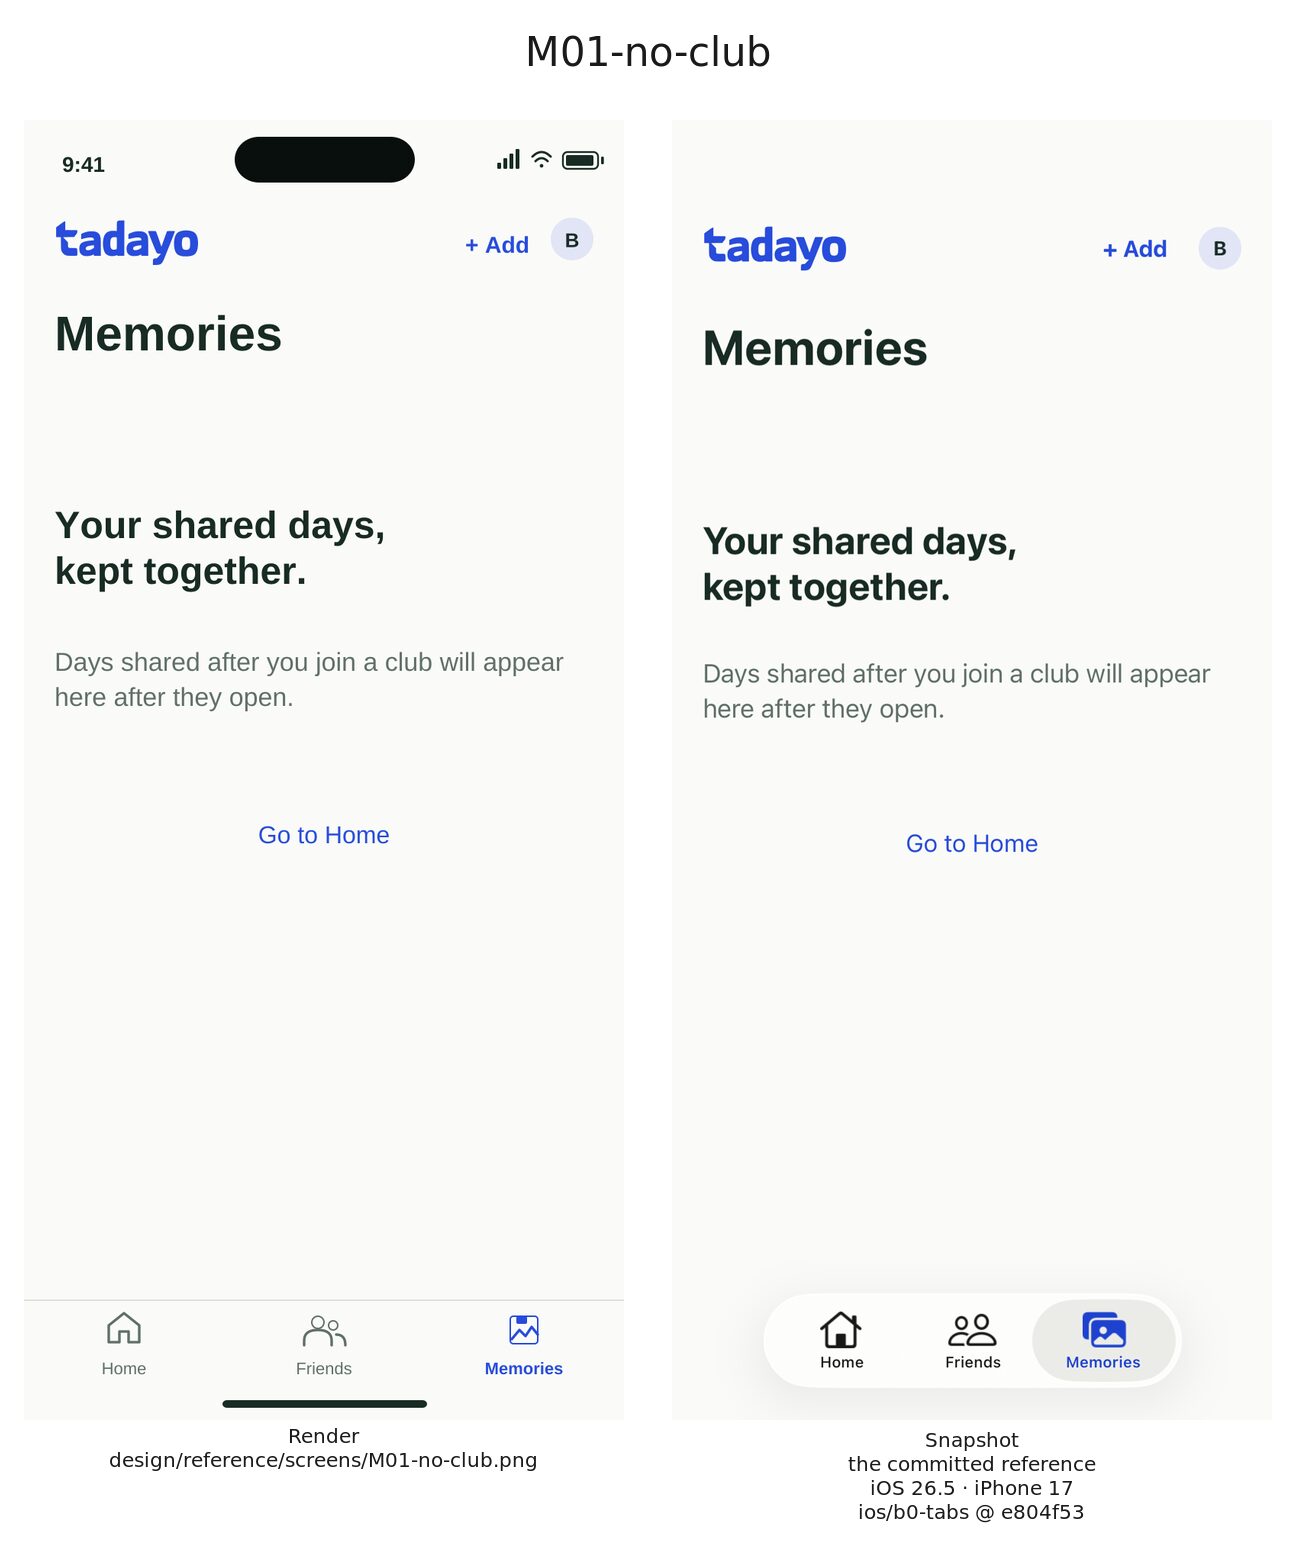 M01-no-club
9:41
tadayo
+ Add
B
Memories
Your shared days,
kept together.
Days shared after you join a club will appear
here after they open.
Go to Home
Home
Friends
Memories
Render
design/reference/screens/M01-no-club.png
tadayo
+ Add
B
Memories
Your shared days,
kept together.
Days shared after you join a club will appear
here after they open.
Go to Home
Home
Friends
Memories
Snapshot
the committed reference
iOS 26.5 · iPhone 17
ios/b0-tabs @ e804f53